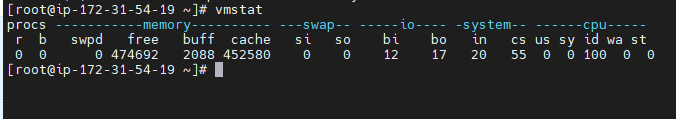 [root@ip-172-31-54-19 ~]# vmstat
procs -----------memory---------- ---swap-- -----io---- -system-- ------cpu-----
 r  b   swpd   free   buff  cache   si   so    bi    bo   in   cs us sy id wa st
 0  0      0 474692   2088 452580    0    0    12    17   20   55  0  0 100  0  0
[root@ip-172-31-54-19 ~]#